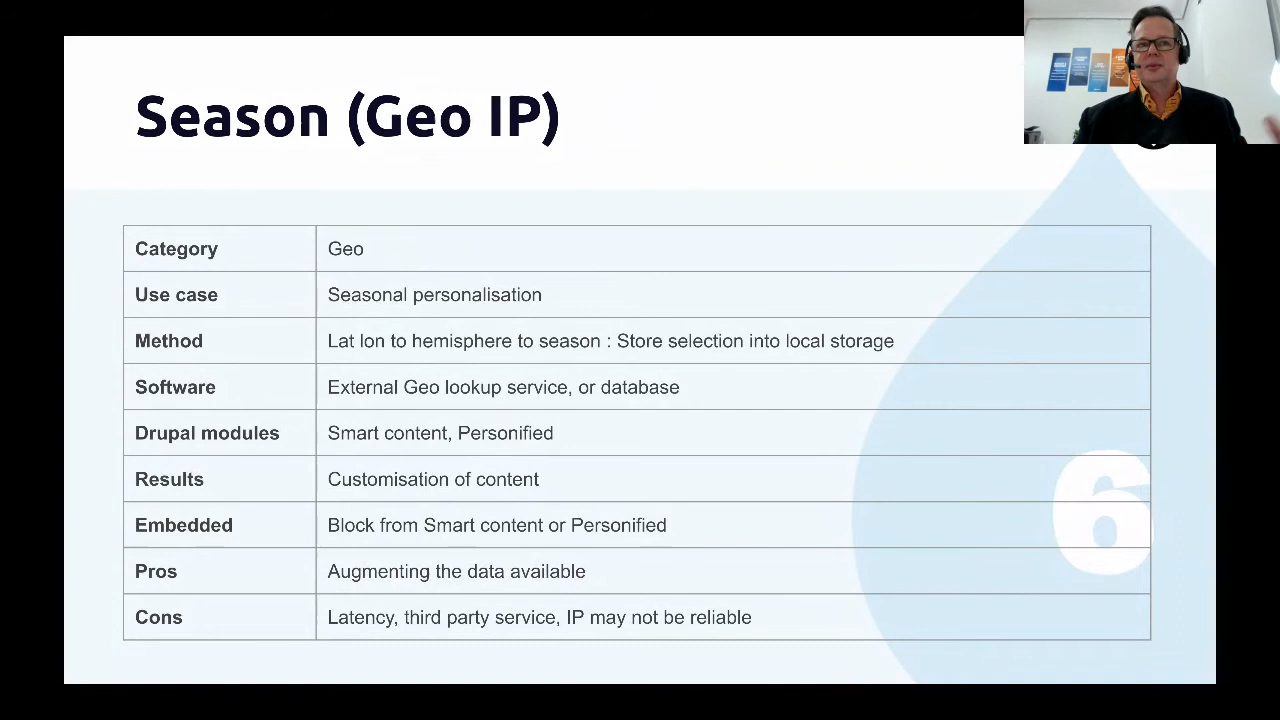 Season (Geo IP)
Category Geo
Use case Seasonal personalisation
Method Lat lon to hemisphere to season : Store selection into local storage
Software External Geo lookup service, or database
Drupal modules Smart content, Personified
Results Customisation of content
Embedded Block from Smart content or Personified
Pros Augmenting the data available
Cons Latency, third party service, IP may not be reliable
6